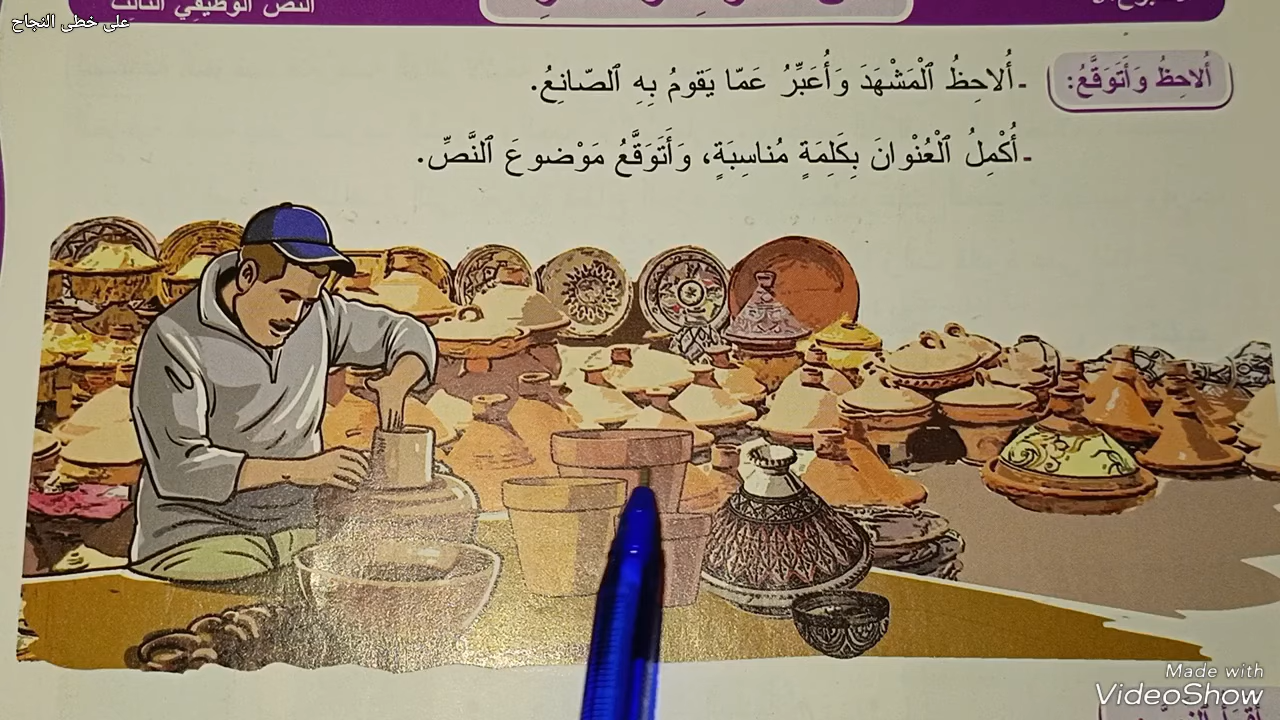 النص الوظيفي الثالث
على خطى النجاح
أُلاحِظُ وَأَتَوَقَّعُ:
ـ أُلاحِظُ ٱلْمَشْهَدَ وَأُعَبِّرُ عَمّا يَقومُ بِهِ ٱلصّانِعُ.
ـ أُكْمِلُ ٱلْعُنْوانَ بِكَلِمَةٍ مُناسِبَةٍ، وَأَتَوَقَّعُ مَوْضوعَ ٱلنَّصِّ.
Made with
VideoShow